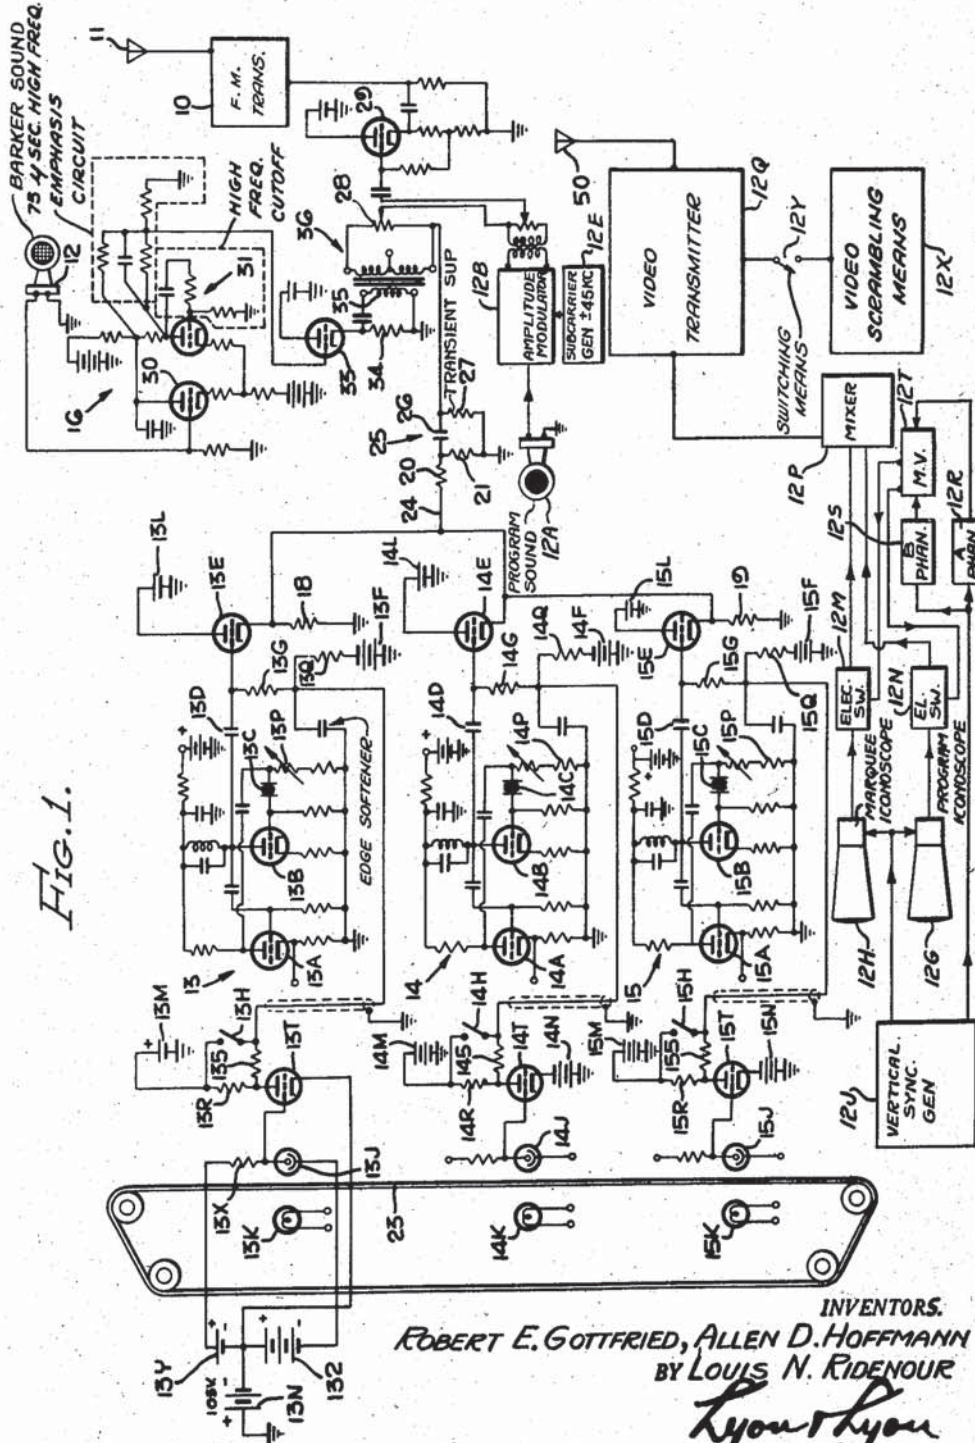 FIG. 1.
BARKER SOUND
75 μ SEC. HIGH FREQ.
EMPHASIS
CIRCUIT
12
16
30
31
HIGH
FREQ.
CUTOFF
11
10
F.M.
TRANS.
29
28
36
35
33
34
TRANSIENT SUP
27
26
25
20
21
24
PROGRAM
SOUND
12A
12B
AMPLITUDE
MODULATOR
12E
SUBCARRIER
GEN ±45KC
50
VIDEO
TRANSMITTER
12Q
12Y
SWITCHING
MEANS
VIDEO
SCRAMBLING
MEANS
12X
MIXER
12P
12T
M.V.
12S
B
PHAN.
12R
A
PHAN.
12M
ELEC.
SW.
12N
EL.
SW.
MARQUEE
ICONOSCOPE
PROGRAM
ICONOSCOPE
12H
12G
12J
VERTICAL.
SYNC.
GEN
13L
13E
18
13F
13G
13Q
13D
13C
13P
EDGE SOFTENER
13B
13
13A
13M
13H
13S
13R
13T
13X
13J
13K
23
13Y
108V.
13N
13Z
14L
14E
14G
14Q
14F
14D
14P
14C
14B
14
14A
14M
14H
14S
14R
14T
14N
14J
14K
15L
15E
19
15G
15F
15Q
15D
15C
15P
15B
15
15A
15M
15H
15S
15R
15T
15N
15J
15K
INVENTORS.
ROBERT E. GOTTFRIED, ALLEN D. HOFFMANN
BY LOUIS N. RIDENOUR
Lyon & Lyon